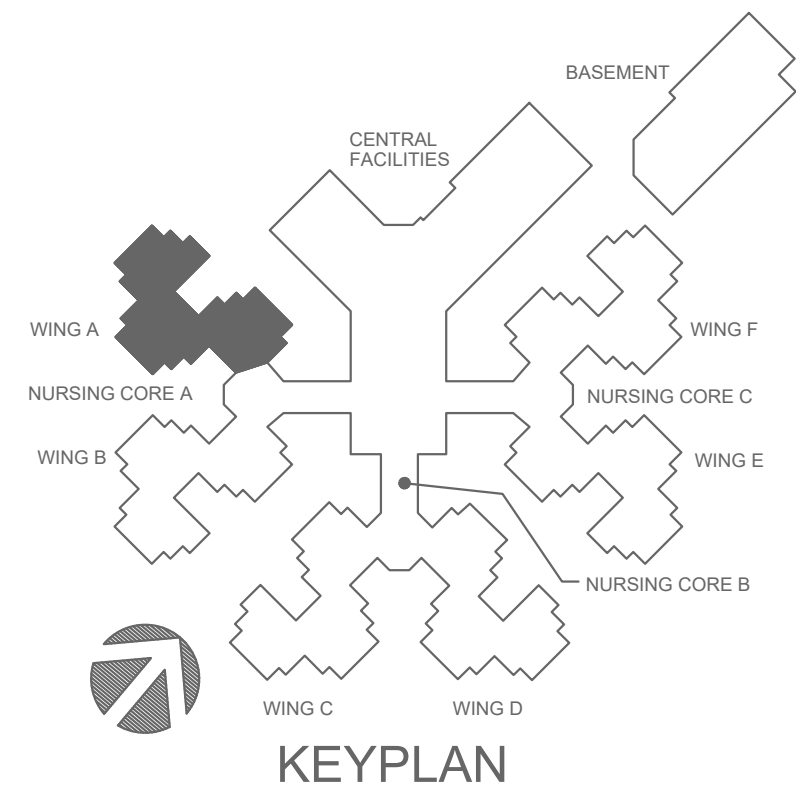 BASEMENT
CENTRAL
FACILITIES
WING A
WING F
NURSING CORE A
NURSING CORE C
WING B
WING E
NURSING CORE B
WING C
WING D
KEYPLAN